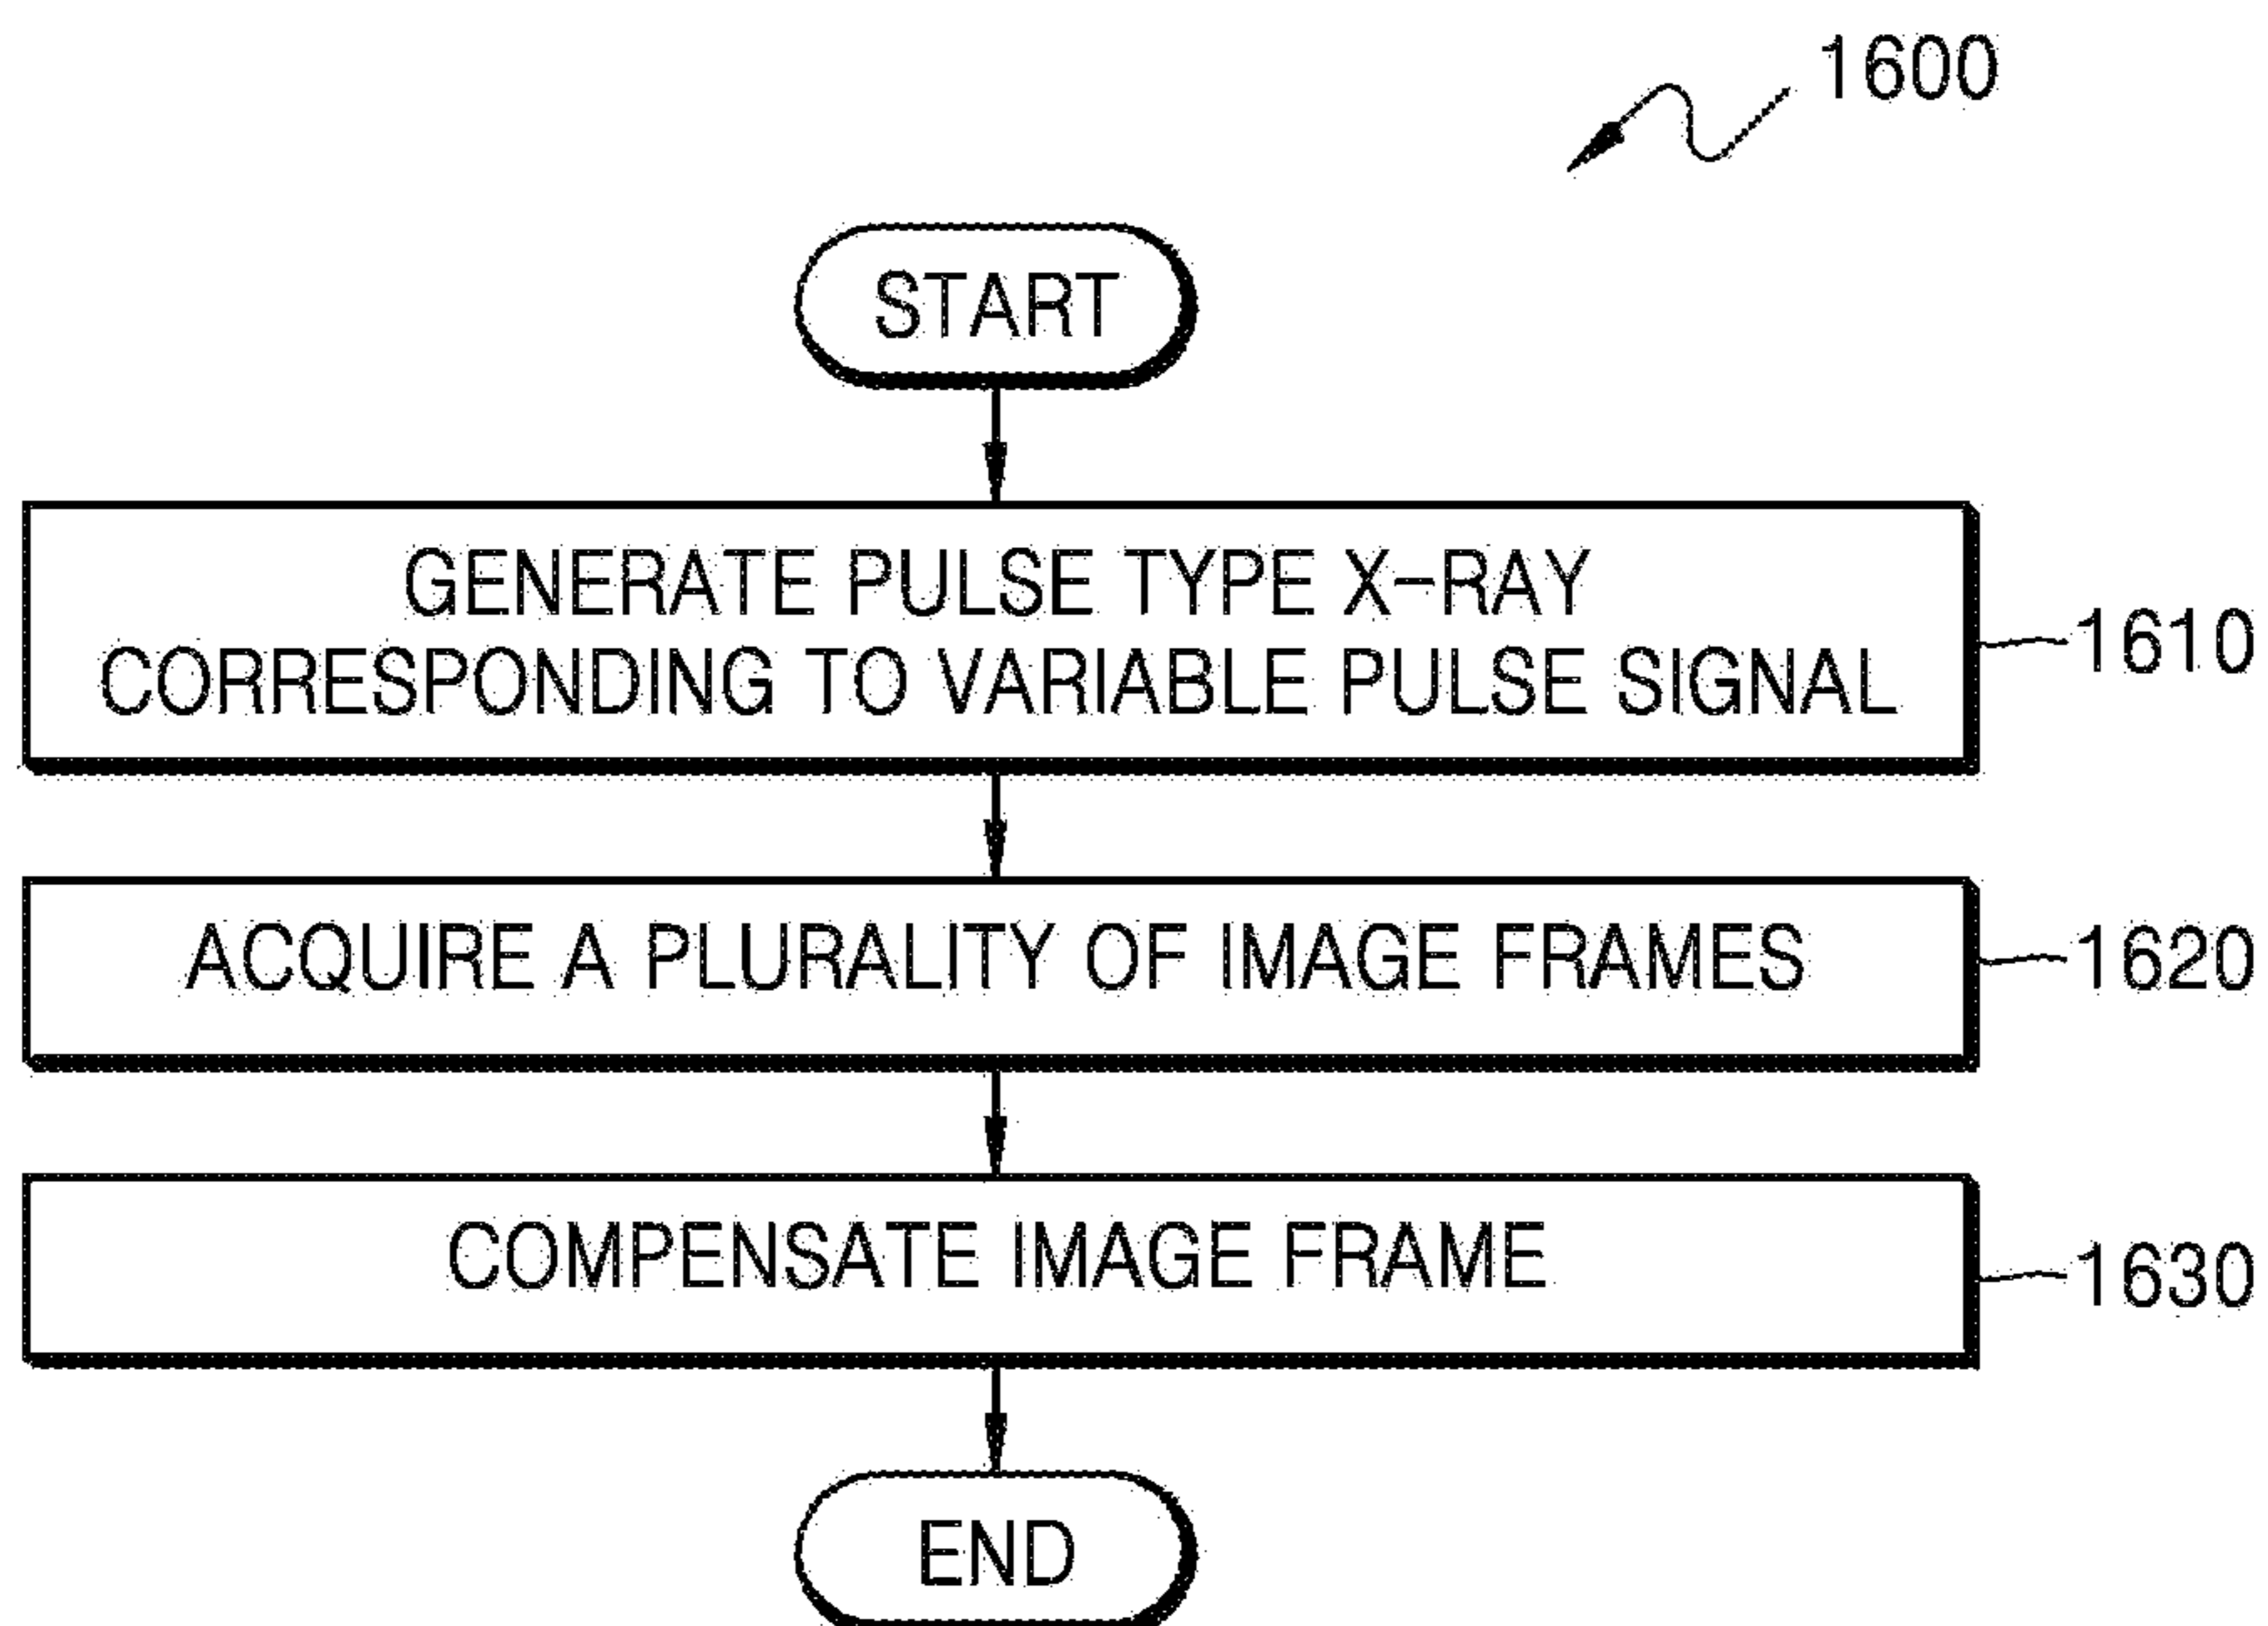 1600
START
GENERATE PULSE TYPE X-RAY
CORRESPONDING TO VARIABLE PULSE SIGNAL
1610
ACQUIRE A PLURALITY OF IMAGE FRAMES
1620
COMPENSATE IMAGE FRAME
1630
END